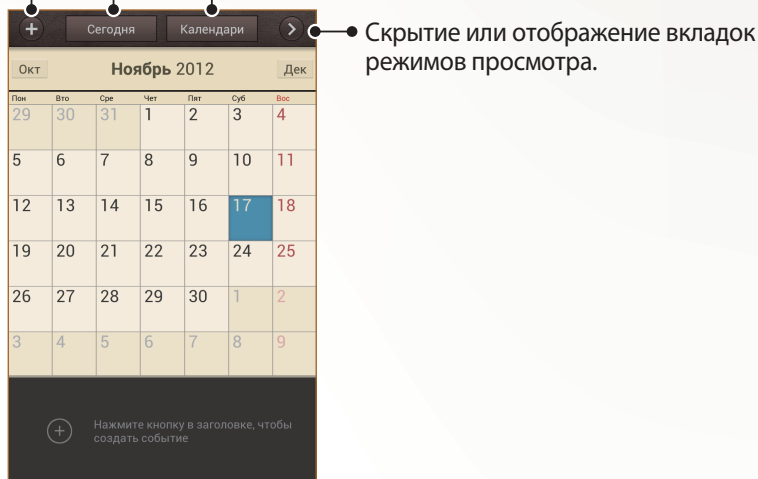 + Сегодня Календари >
Скрытие или отображение вкладок
режимов просмотра.
Окт Ноябрь 2012 Дек
Пон Вто Сре Чет Пят Суб Вос
29 30 31 1 2 3 4
5 6 7 8 9 10 11
12 13 14 15 16 17 18
19 20 21 22 23 24 25
26 27 28 29 30 1 2
3 4 5 6 7 8 9
+ Нажмите кнопку в заголовке, чтобы
создать событие